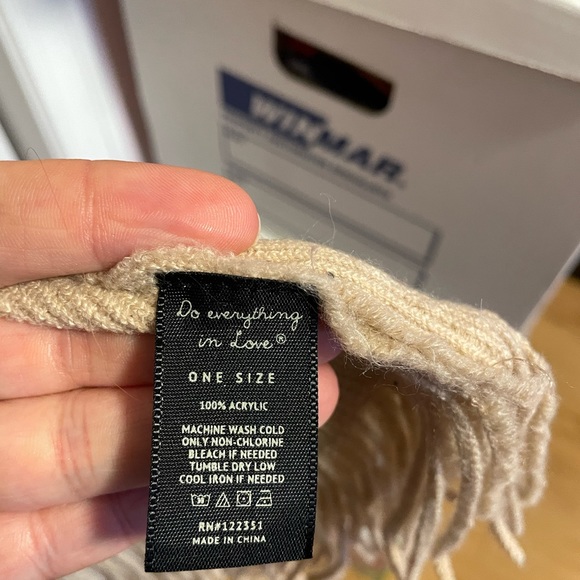 WIKMAR
Do everything
in Love®
ONE SIZE
100% ACRYLIC
MACHINE WASH COLD
ONLY NON-CHLORINE
BLEACH IF NEEDED
TUMBLE DRY LOW
COOL IRON IF NEEDED
RN#122351
MADE IN CHINA